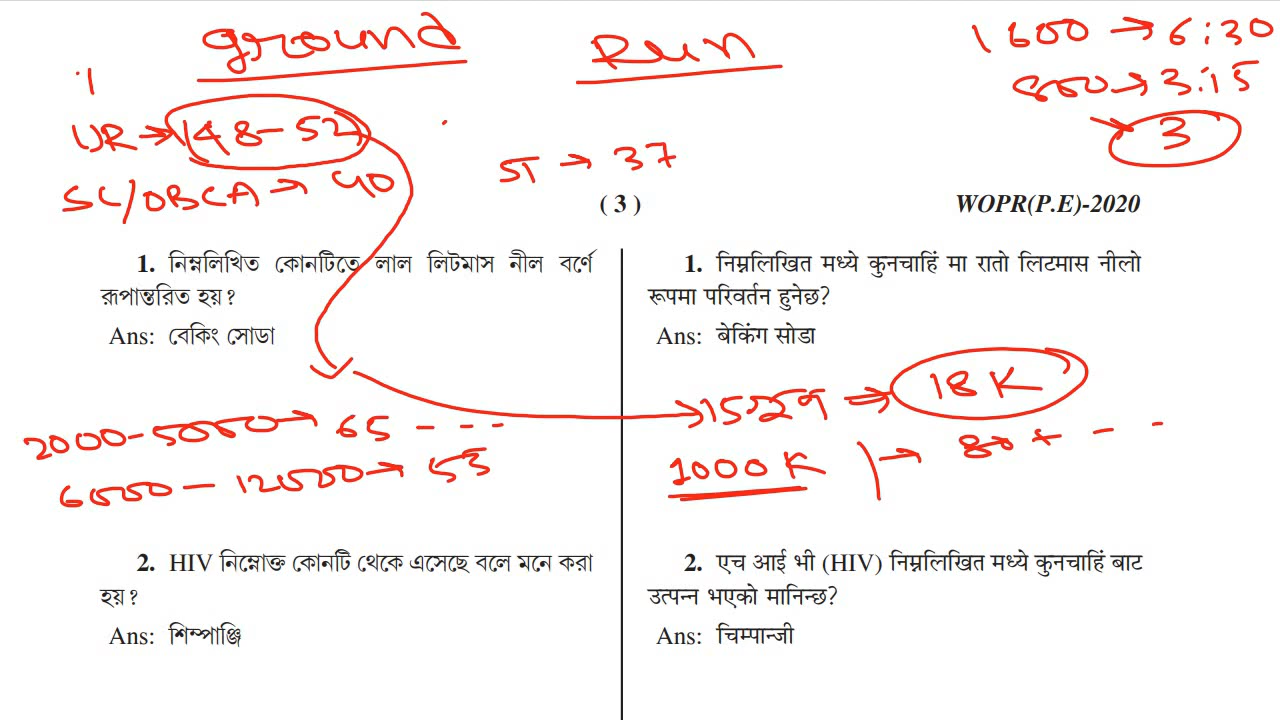 ground Run
1600 → 6:30
800 → 3:15
→ 3
UR → 48-52
SC/OBCA → 40
ST → 37
( 3 )
WOPR(P.E)-2020
1. নিম্নলিখিত কোনটিতে লাল লিটমাস নীল বর্ণে
রূপান্তরিত হয়?
Ans: বেকিং সোডা
2000-5000 → 65 - - - -
6000 - 12000 → 55
2. HIV নিম্নোক্ত কোনটি থেকে এসেছে বলে মনে করা
হয়?
Ans: শিম্পাঞ্জি
1. निम्नलिखित मध्ये कुनचाहिं मा रातो लिटमास नीलो
रूपमा परिवर्तन हुनेछ?
Ans: बेकिंग सोडा
→ 18K
1000 K → 80 + - -
2. एच आई भी (HIV) निम्नलिखित मध्ये कुनचाहिं बाट
उत्पन्न भएको मानिन्छ?
Ans: चिम्पान्जी